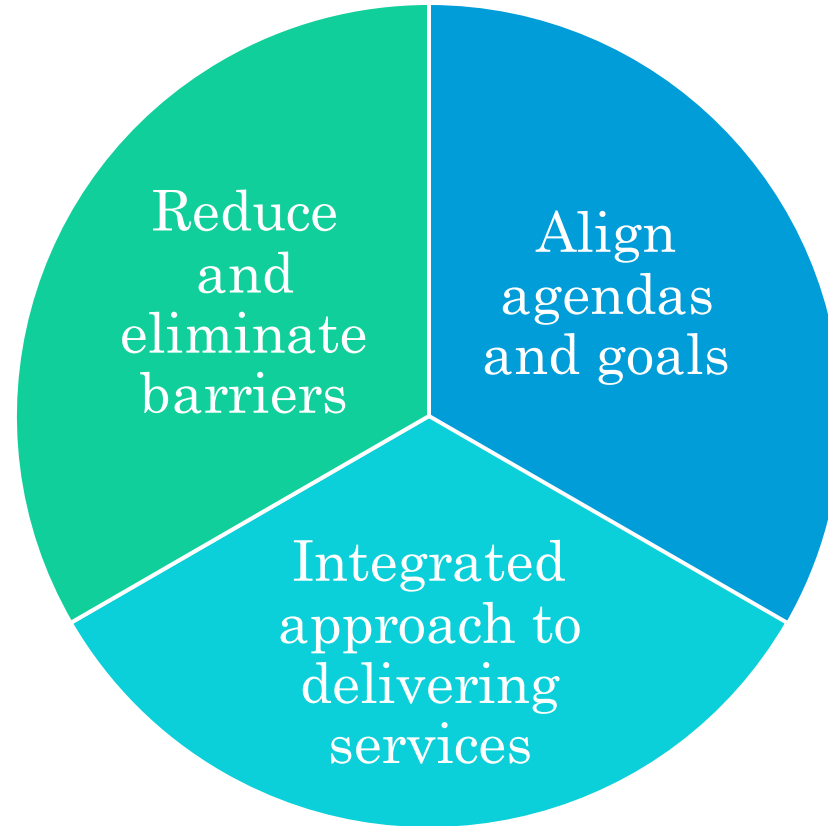 Reduce
and
eliminate
barriers
Align
agendas
and goals
Integrated
approach to
delivering
services